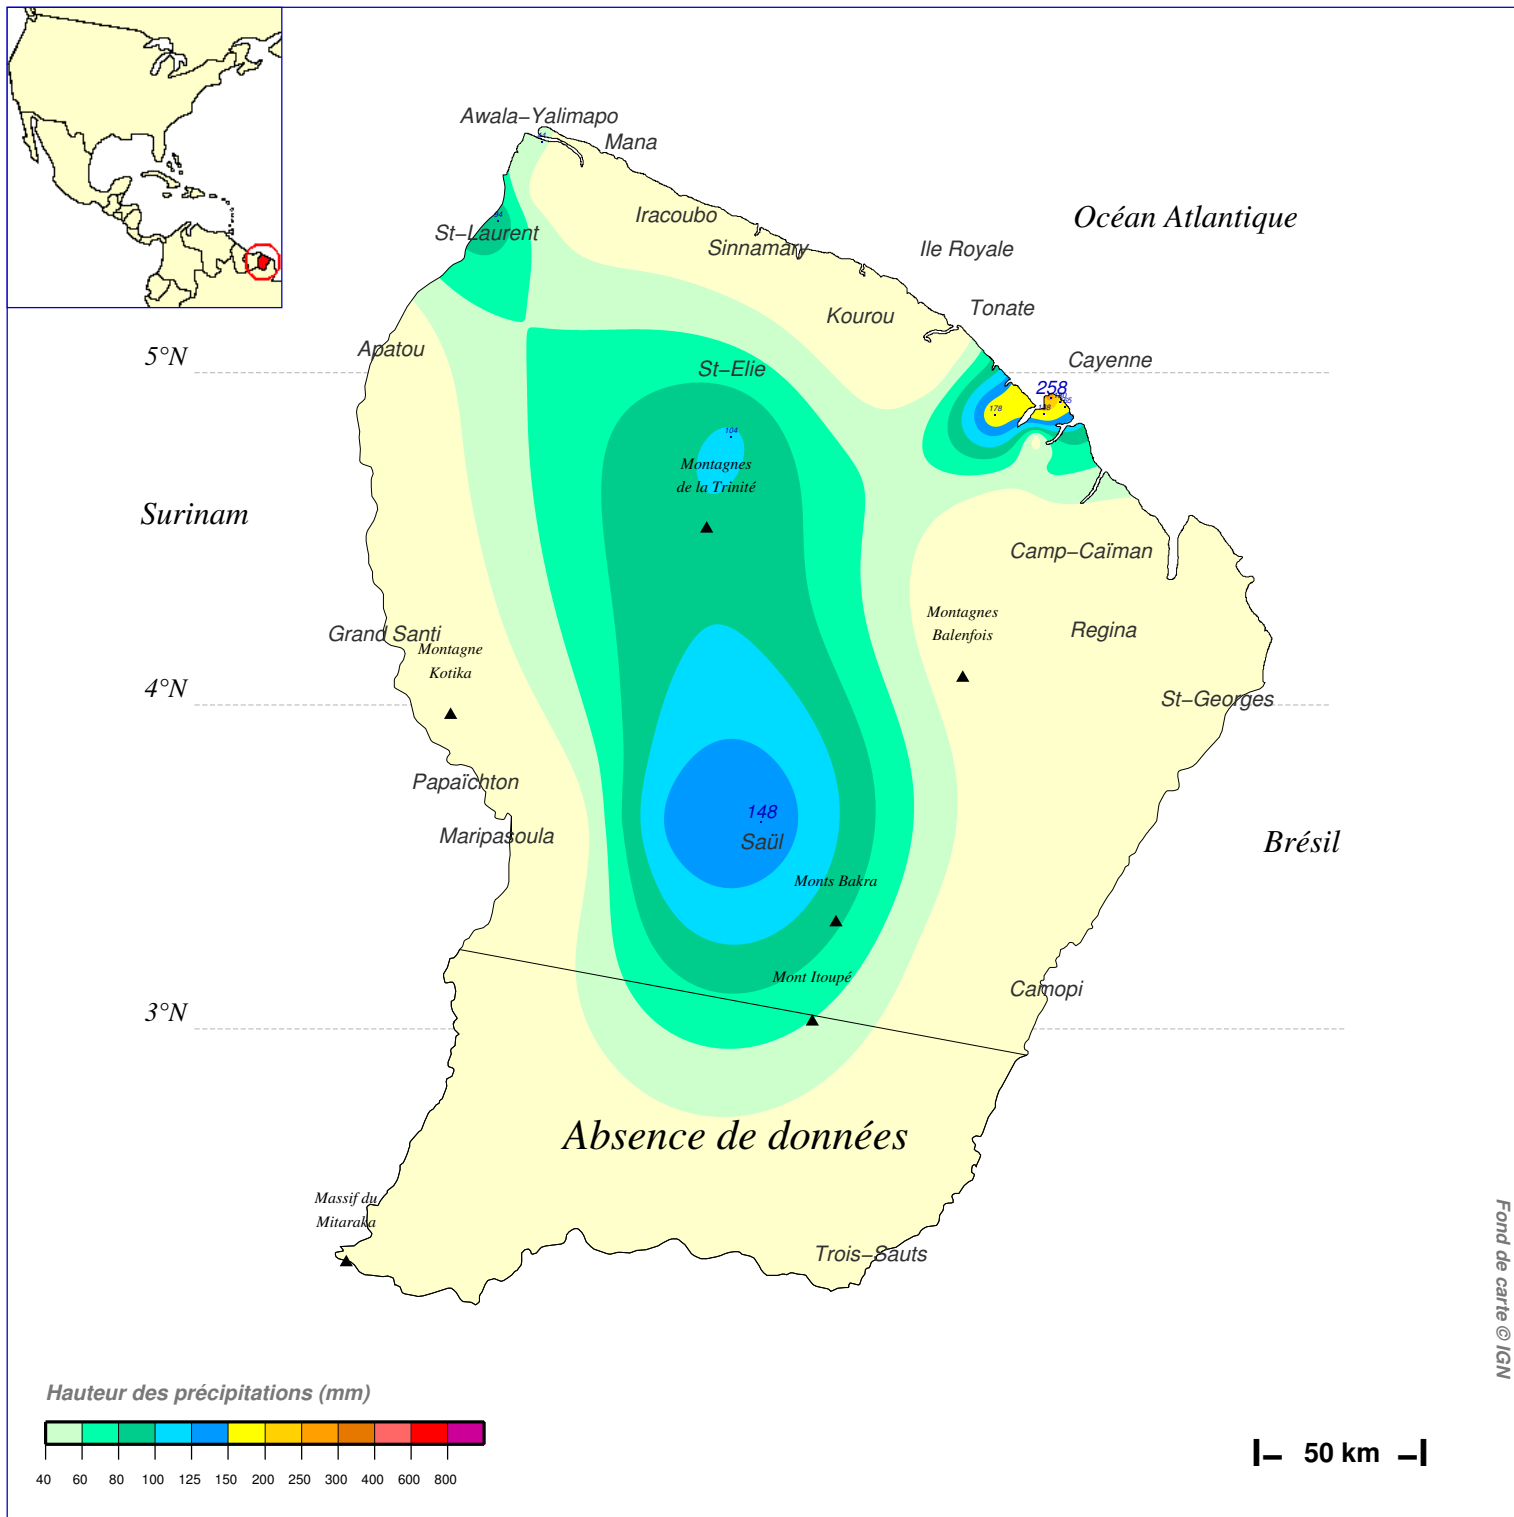 Awala−Yalimapo
Mana
94
St−Laurent
Iracoubo
Sinnamary
Ile Royale
Océan Atlantique
Kourou
Tonate
Apatou
5°N
St−Elie
Cayenne
258
178
104
Montagnes
de la Trinité
Surinam
Camp−Caïman
Montagnes
Balenfois
Regina
Grand Santi
Montagne
Kotika
4°N
St−Georges
Papaïchton
Maripasoula
148
Saül
Brésil
Monts Bakra
Mont Itoupé
Camopi
3°N
Absence de données
Massif du
Mitaraka
Trois−Sauts
Fond de carte © IGN
Hauteur des précipitations (mm)
40 60 80 100 125 150 200 250 300 400 600 800
50 km